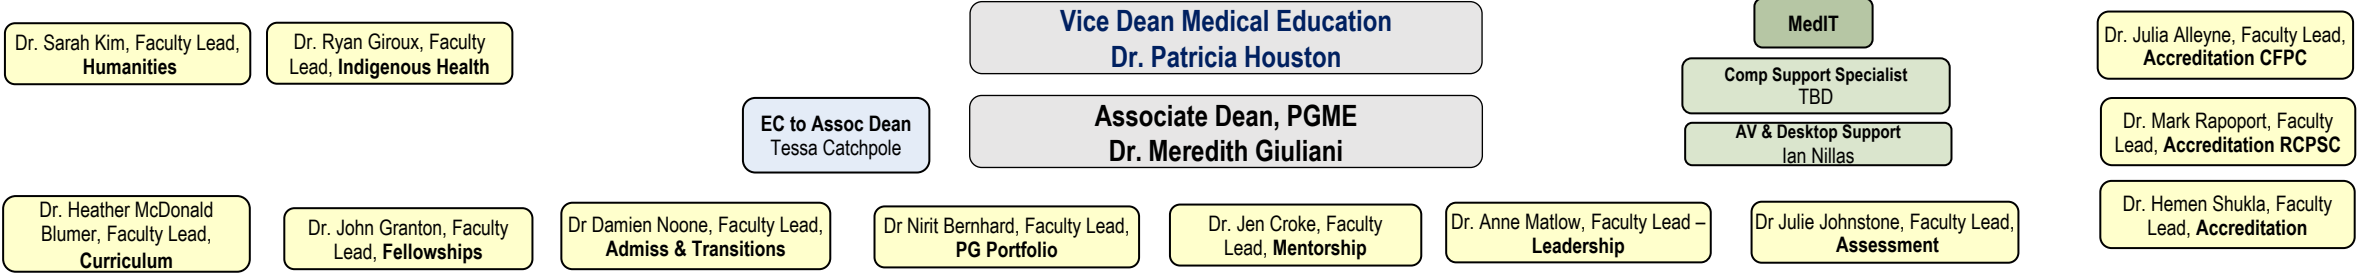 Dr. Sarah Kim, Faculty Lead,
Humanities
Dr. Ryan Giroux, Faculty
Lead, Indigenous Health
Vice Dean Medical Education
Dr. Patricia Houston
MedIT
Comp Support Specialist
TBD
Dr. Julia Alleyne, Faculty Lead,
Accreditation CFPC
EC to Assoc Dean
Tessa Catchpole
Associate Dean, PGME
Dr. Meredith Giuliani
AV & Desktop Support
Ian Nillas
Dr. Mark Rapoport, Faculty
Lead, Accreditation RCPSC
Dr. Heather McDonald
Blumer, Faculty Lead,
Curriculum
Dr. John Granton, Faculty
Lead, Fellowships
Dr Damien Noone, Faculty Lead,
Admiss & Transitions
Dr Nirit Bernhard, Faculty Lead,
PG Portfolio
Dr. Jen Croke, Faculty
Lead, Mentorship
Dr. Anne Matlow, Faculty Lead –
Leadership
Dr Julie Johnstone, Faculty Lead,
Assessment
Dr. Hemen Shukla, Faculty
Lead, Accreditation